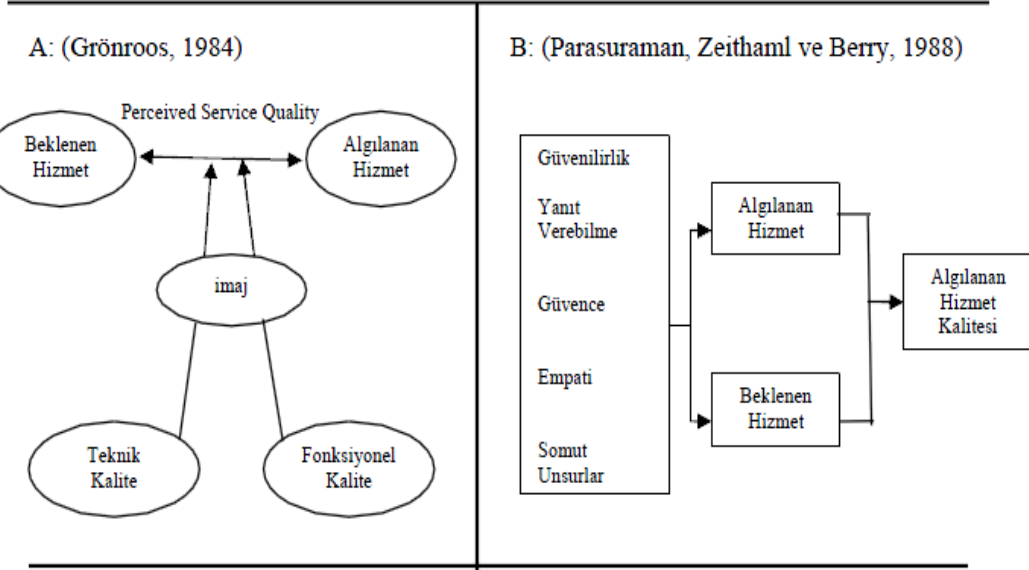 A: (Grönroos, 1984)
Perceived Service Quality
Beklenen
Hizmet
Algılanan
Hizmet
imaj
Teknik
Kalite
Fonksiyonel
Kalite
B: (Parasuraman, Zeithaml ve Berry, 1988)
Güvenilirlik
Yanıt
Verebilme
Güvence
Empati
Somut
Unsurlar
Algılanan
Hizmet
Beklenen
Hizmet
Algılanan
Hizmet
Kalitesi